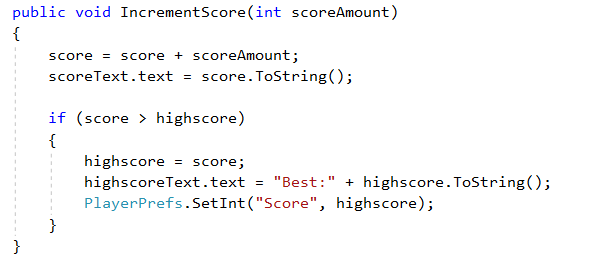 public void IncrementScore(int scoreAmount)
{
    score = score + scoreAmount;
    scoreText.text = score.ToString();

    if (score > highscore)
    {
        highscore = score;
        highscoreText.text = "Best:" + highscore.ToString();
        PlayerPrefs.SetInt("Score", highscore);
    }
}